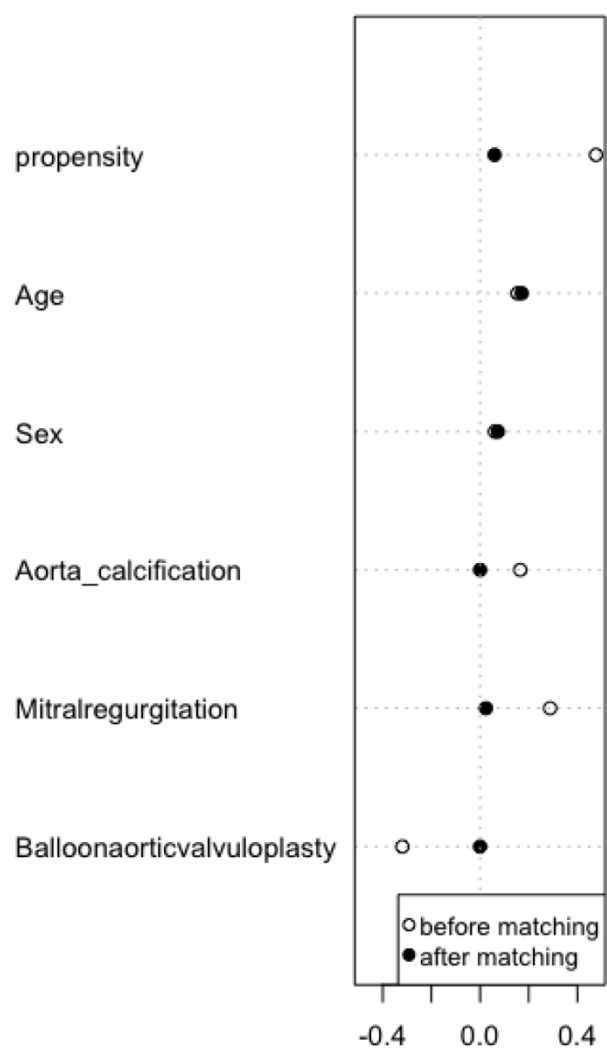 propensity
Age
Sex
Aorta_calcification
Mitralregurgitation
Balloonaorticvalvuloplasty
before matching
after matching
-0.4 0.0 0.4